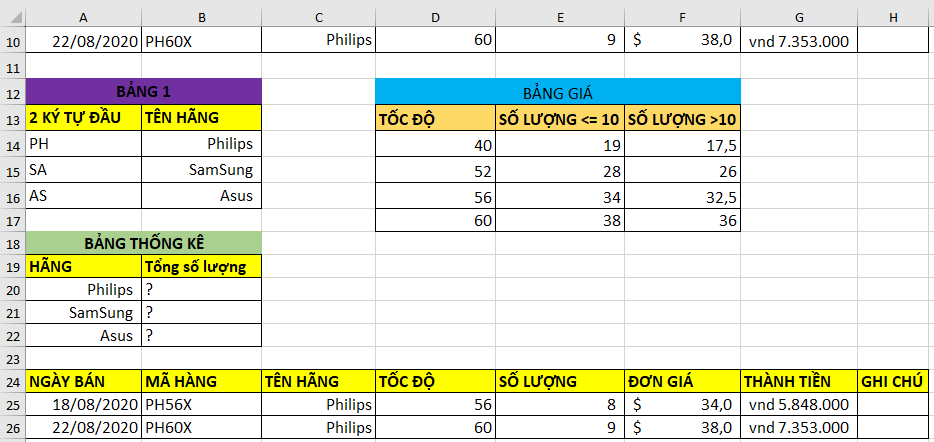 A B C D E F G H
10 22/08/2020 PH60X Philips 60 9 $ 38,0 vnd 7.353.000
11
12 BẢNG 1 BẢNG GIÁ
13 2 KÝ TỰ ĐẦU TÊN HÃNG TỐC ĐỘ SỐ LƯỢNG <= 10 SỐ LƯỢNG >10
14 PH Philips 40 19 17,5
15 SA SamSung 52 28 26
16 AS Asus 56 34 32,5
17 60 38 36
18 BẢNG THỐNG KÊ
19 HÃNG Tổng số lượng
20 Philips ?
21 SamSung ?
22 Asus ?
23
24 NGÀY BÁN MÃ HÀNG TÊN HÃNG TỐC ĐỘ SỐ LƯỢNG ĐƠN GIÁ THÀNH TIỀN GHI CHÚ
25 18/08/2020 PH56X Philips 56 8 $ 34,0 vnd 5.848.000
26 22/08/2020 PH60X Philips 60 9 $ 38,0 vnd 7.353.000